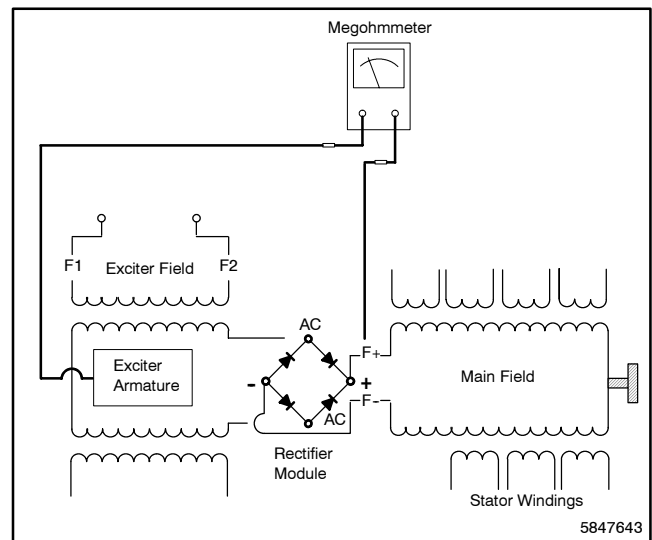 Megohmmeter
F1
Exciter Field
F2
AC
Exciter
Armature
-
F+
+
F-
Main Field
AC
Rectifier
Module
Stator Windings
5847643